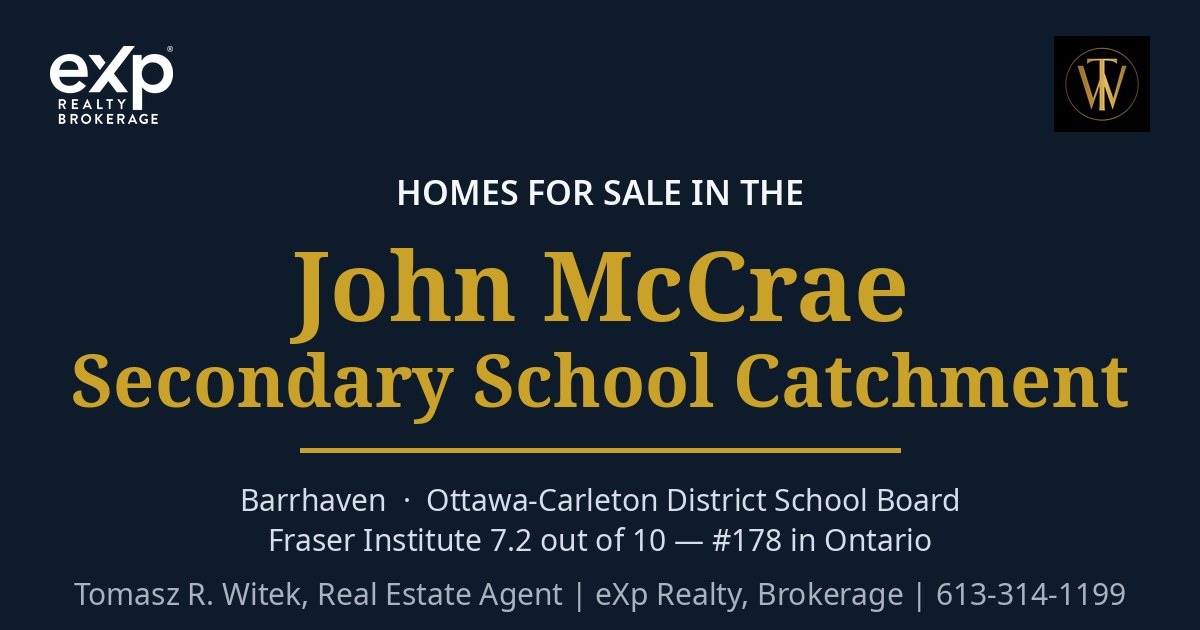 exp®
REALTY
BROKERAGE
TW
HOMES FOR SALE IN THE
John McCrae
Secondary School Catchment
Barrhaven · Ottawa-Carleton District School Board
Fraser Institute 7.2 out of 10 — #178 in Ontario
Tomasz R. Witek, Real Estate Agent | eXp Realty, Brokerage | 613-314-1199